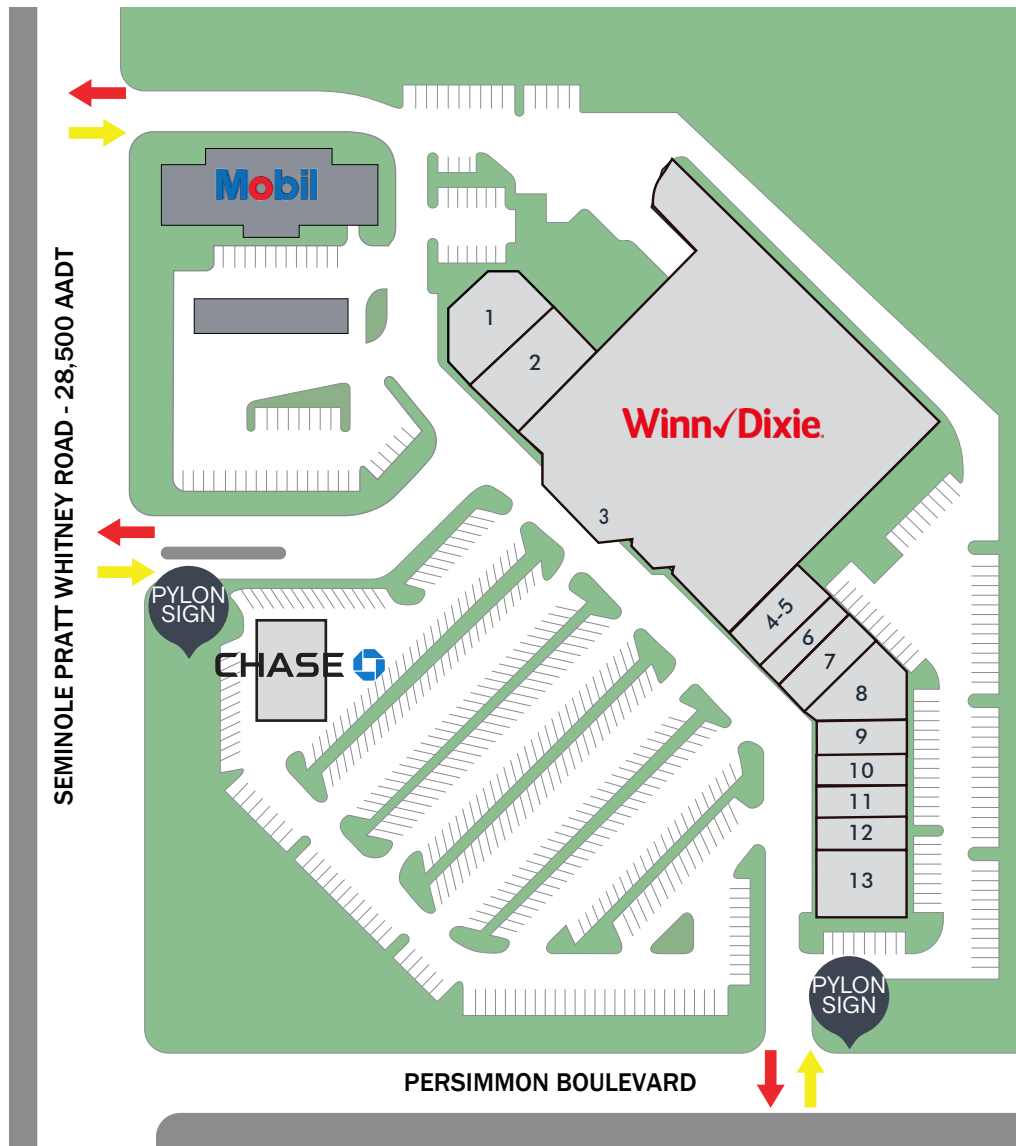 Mobil
SEMINOLE PRATT WHITNEY ROAD - 28,500 AADT
1
2
Winn✓Dixie.
3
PYLON
SIGN
CHASE
4-5
6
7
8
9
10
11
12
13
PYLON
SIGN
PERSIMMON BOULEVARD